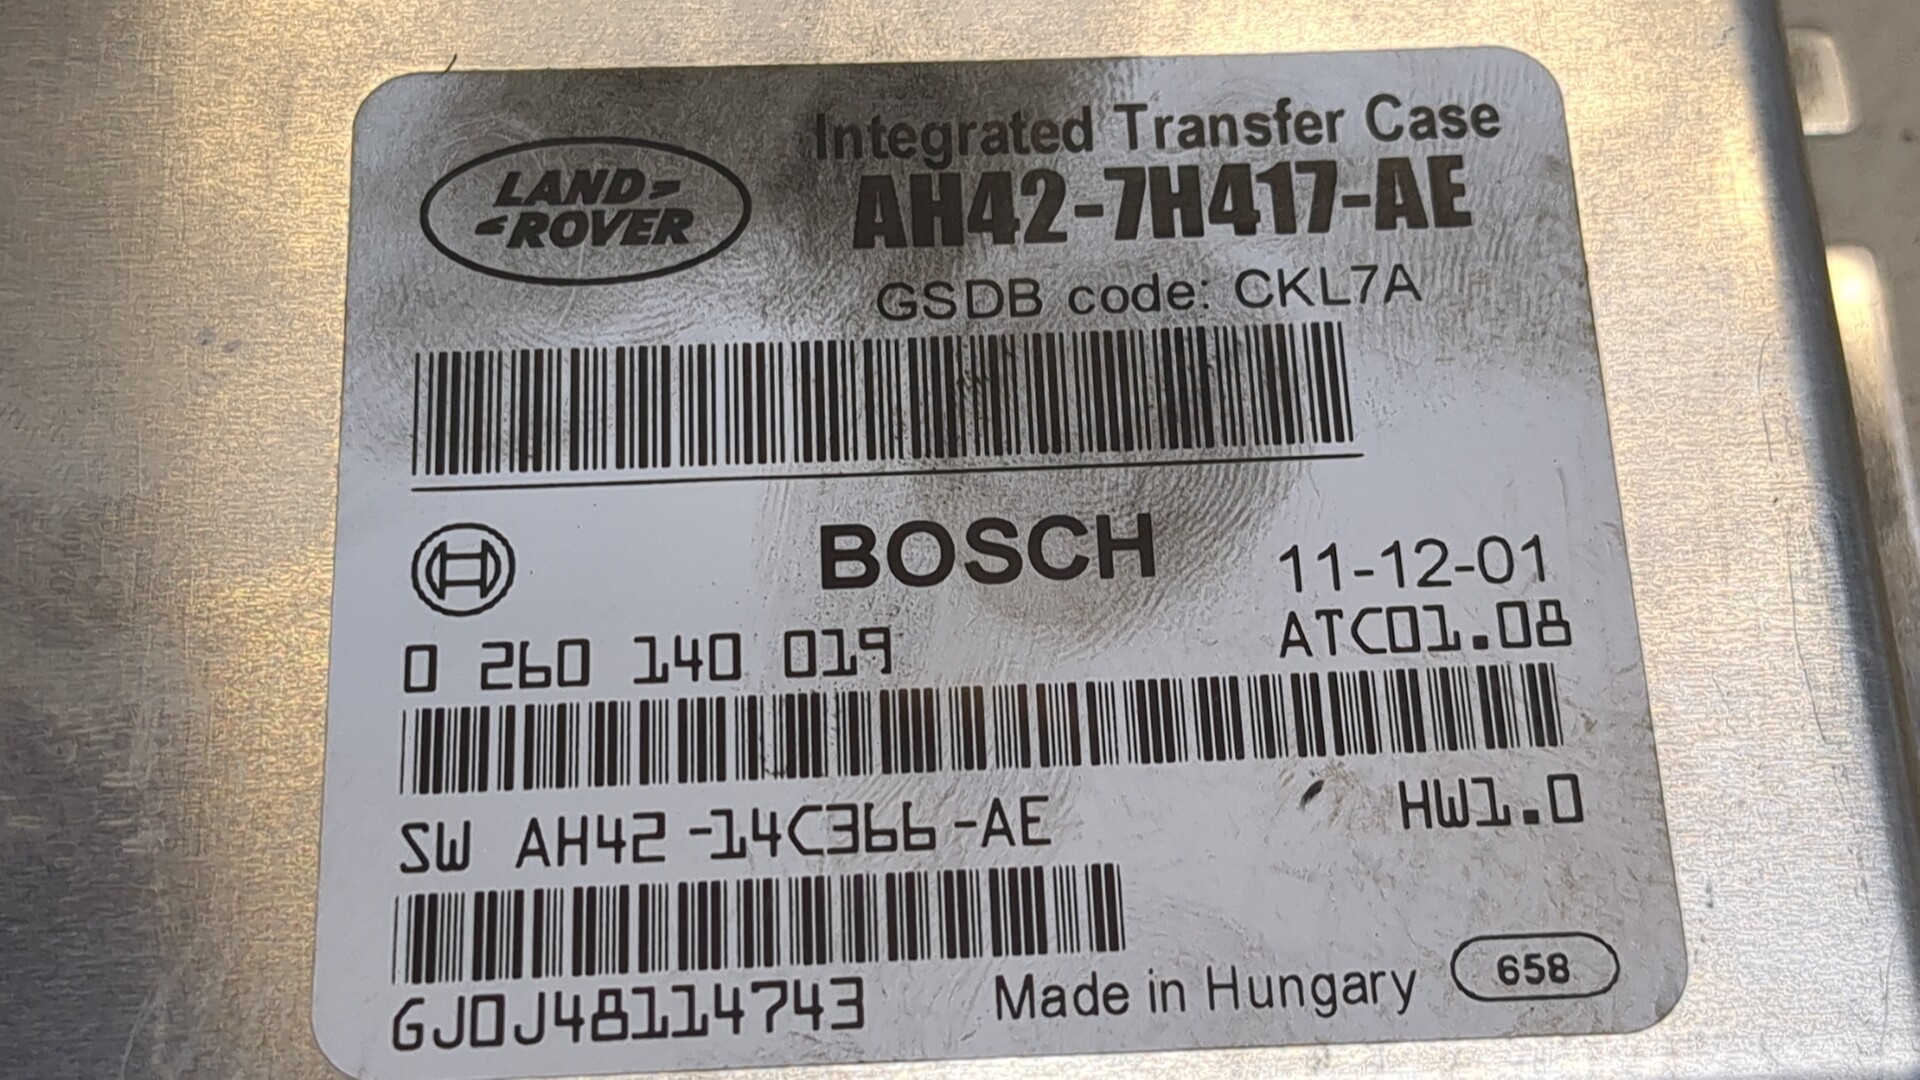 LAND
ROVER
Integrated Transfer Case
AH42-7H417-AE
GSDB code: CKL7A
BOSCH
11-12-01
0 260 140 019
ATC01.08
SW AH42-14C366-AE
HW1.0
GJ0J48114743
Made in Hungary
658